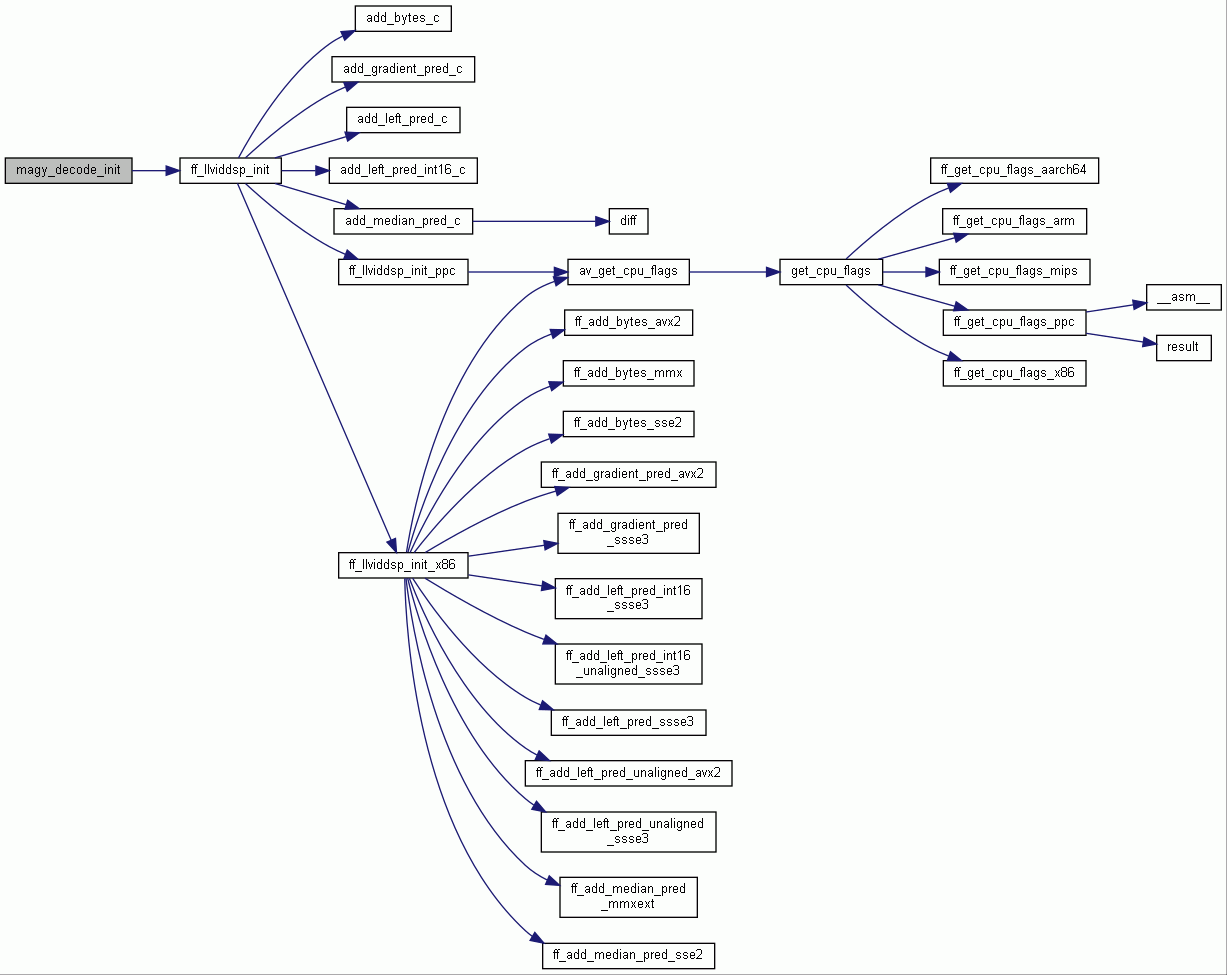 magy_decode_init
ff_llviddsp_init
add_bytes_c
add_gradient_pred_c
add_left_pred_c
add_left_pred_int16_c
add_median_pred_c
diff
ff_llviddsp_init_ppc
av_get_cpu_flags
get_cpu_flags
ff_get_cpu_flags_aarch64
ff_get_cpu_flags_arm
ff_get_cpu_flags_mips
ff_get_cpu_flags_ppc
__asm__
result
ff_get_cpu_flags_x86
ff_llviddsp_init_x86
ff_add_bytes_avx2
ff_add_bytes_mmx
ff_add_bytes_sse2
ff_add_gradient_pred_avx2
ff_add_gradient_pred
_ssse3
ff_add_left_pred_int16
_ssse3
ff_add_left_pred_int16
_unaligned_ssse3
ff_add_left_pred_ssse3
ff_add_left_pred_unaligned_avx2
ff_add_left_pred_unaligned
_ssse3
ff_add_median_pred
_mmxext
ff_add_median_pred_sse2